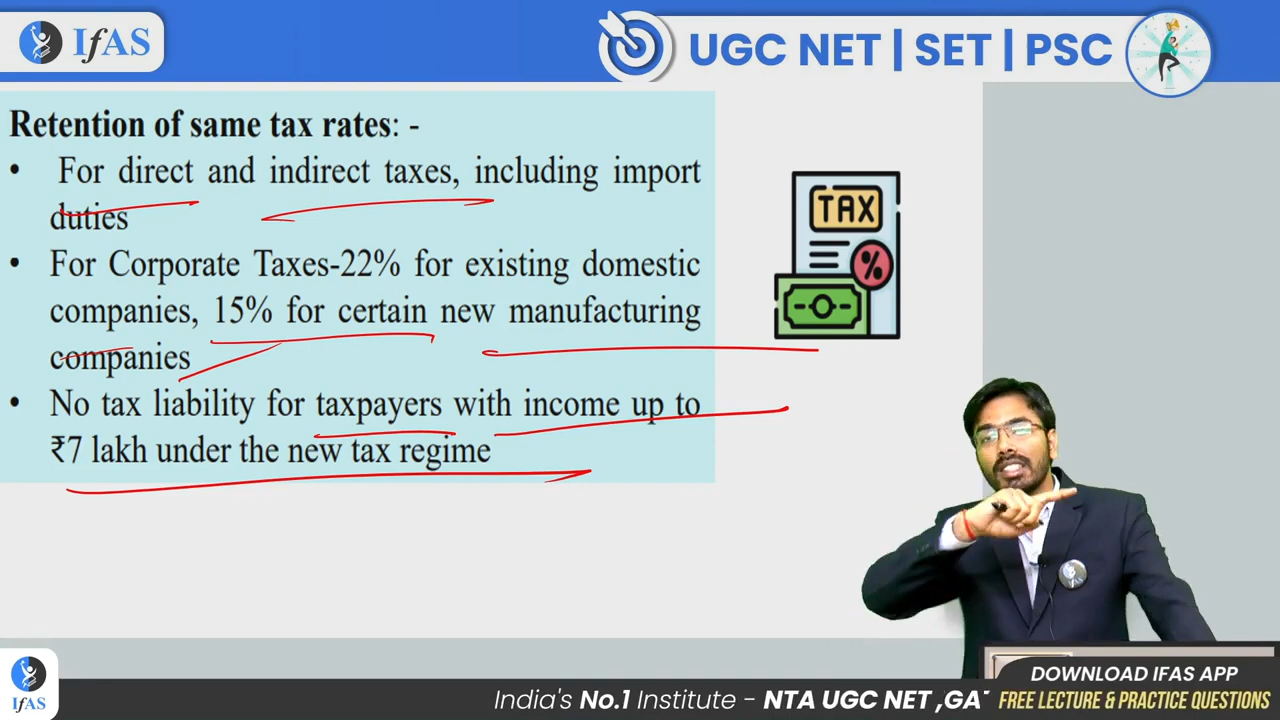 IfAS
UGC NET | SET | PSC
Retention of same tax rates: -
• For direct and indirect taxes, including import
duties
• For Corporate Taxes-22% for existing domestic
companies, 15% for certain new manufacturing
companies
• No tax liability for taxpayers with income up to
₹7 lakh under the new tax regime
TAX
%
IfAS
India's No.1 Institute - NTA UGC NET ,GAT
DOWNLOAD IFAS APP
FREE LECTURE & PRACTICE QUESTIONS